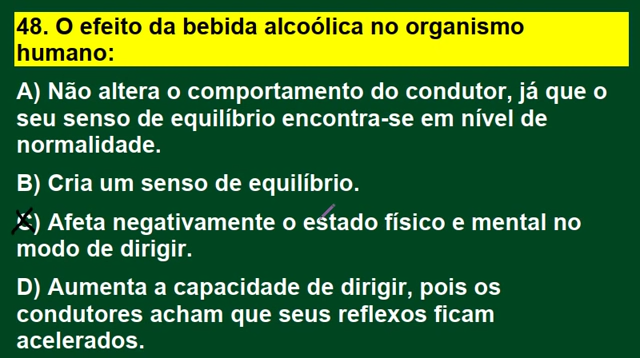 48. O efeito da bebida alcoólica no organismo
humano:
A) Não altera o comportamento do condutor, já que o
seu senso de equilíbrio encontra-se em nível de
normalidade.
B) Cria um senso de equilíbrio.
C) Afeta negativamente o estado físico e mental no
modo de dirigir.
D) Aumenta a capacidade de dirigir, pois os
condutores acham que seus reflexos ficam
acelerados.